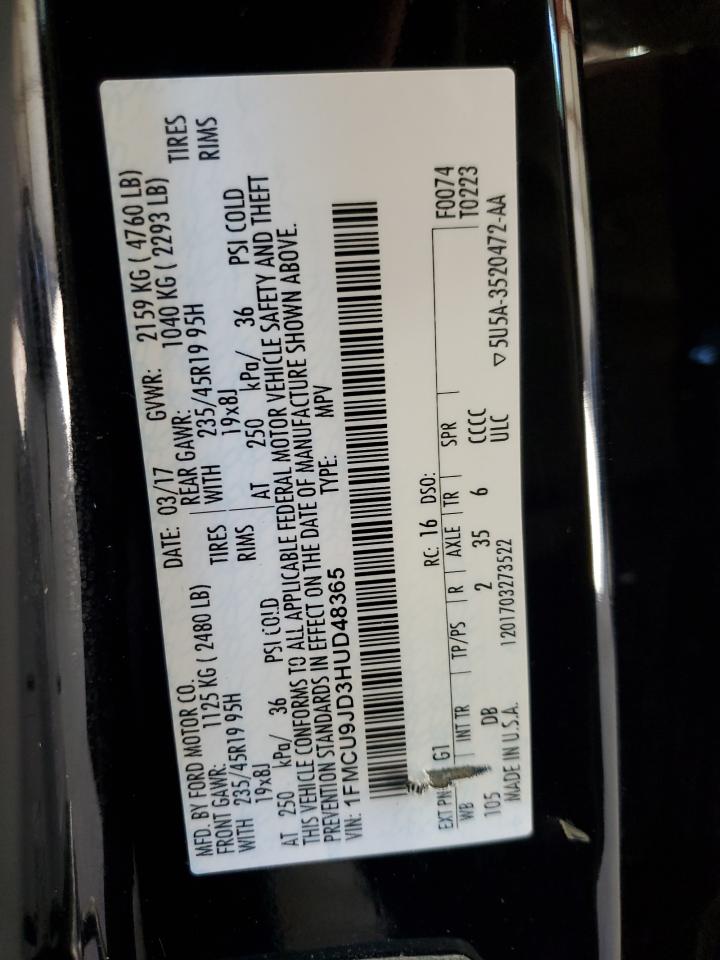 MFD. BY FORD MOTOR CO. DATE: 03/17 GVWR: 2159 KG ( 4760 LB)
FRONT GAWR: 1125 KG ( 2480 LB) REAR GAWR: 1040 KG ( 2293 LB)
WITH 235/45R19 95H TIRES WITH 235/45R19 95H TIRES
19x8J RIMS 19x8J RIMS
AT 250 kPa/ 36 PSI COLD AT 250 kPa/ 36 PSI COLD
THIS VEHICLE CONFORMS TO ALL APPLICABLE FEDERAL MOTOR VEHICLE SAFETY AND THEFT
PREVENTION STANDARDS IN EFFECT ON THE DATE OF MANUFACTURE SHOWN ABOVE.
VIN: 1FMCU9JD3HUD48365 TYPE: MPV
EXT PNT G1 RC: 16 DSO: F0074
WB INT TR TP/PS R AXLE TR SPR T0223
105 DB 2 35 6 CCCC
MADE IN U.S.A. 1201703273522 ULC ▽ 5U5A-3520472-AA